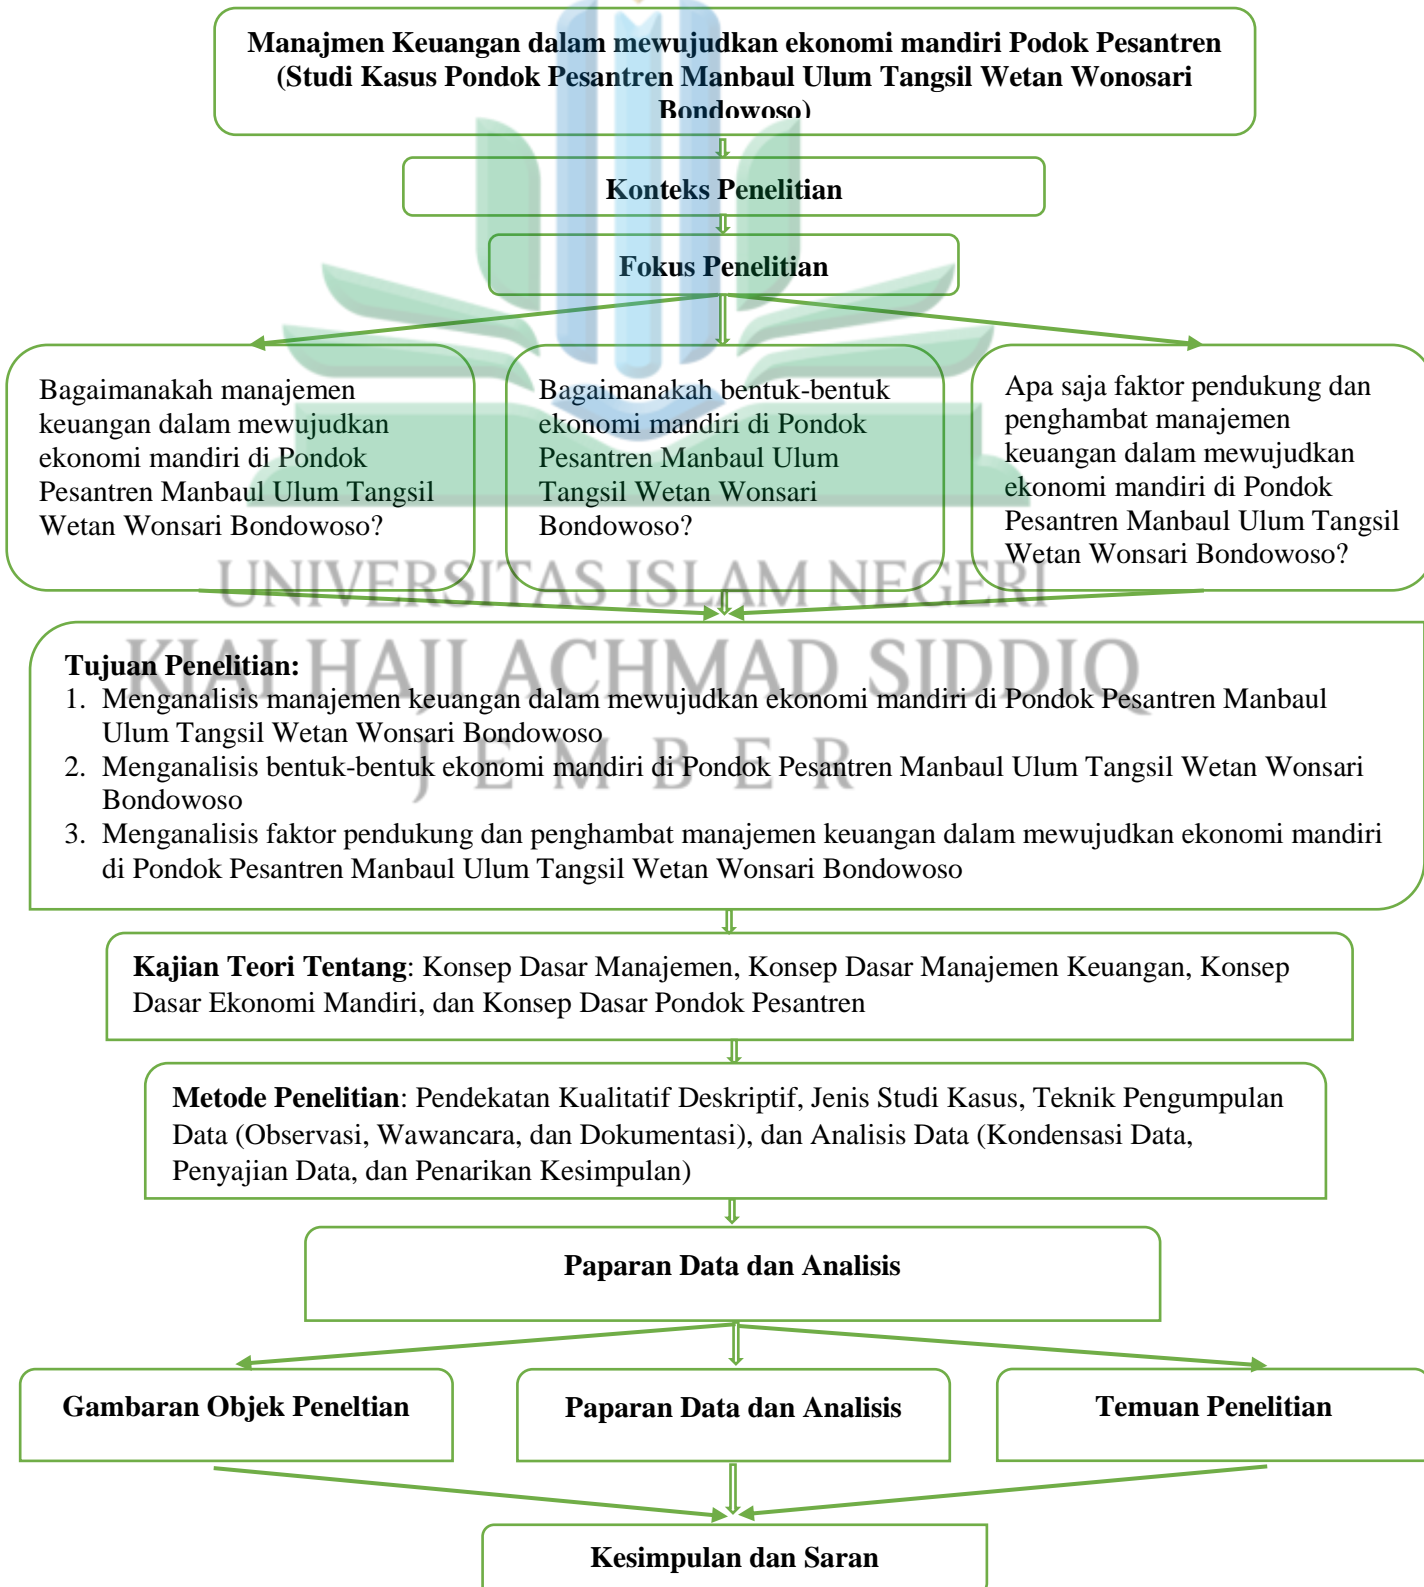 Manajmen Keuangan dalam mewujudkan ekonomi mandiri Podok Pesantren
(Studi Kasus Pondok Pesantren Manbaul Ulum Tangsil Wetan Wonosari
Bondowoso)
Konteks Penelitian
Fokus Penelitian
Bagaimanakah manajemen
keuangan dalam mewujudkan
ekonomi mandiri di Pondok
Pesantren Manbaul Ulum Tangsil
Wetan Wonsari Bondowoso?
Bagaimanakah bentuk-bentuk
ekonomi mandiri di Pondok
Pesantren Manbaul Ulum
Tangsil Wetan Wonsari
Bondowoso?
Apa saja faktor pendukung dan
penghambat manajemen
keuangan dalam mewujudkan
ekonomi mandiri di Pondok
Pesantren Manbaul Ulum Tangsil
Wetan Wonsari Bondowoso?
UNIVERSITAS ISLAM NEGERI
KIAI HAJI ACHMAD SIDDIQ
J E M B E R
Tujuan Penelitian:
1. Menganalisis manajemen keuangan dalam mewujudkan ekonomi mandiri di Pondok Pesantren Manbaul
Ulum Tangsil Wetan Wonsari Bondowoso
2. Menganalisis bentuk-bentuk ekonomi mandiri di Pondok Pesantren Manbaul Ulum Tangsil Wetan Wonsari
Bondowoso
3. Menganalisis faktor pendukung dan penghambat manajemen keuangan dalam mewujudkan ekonomi mandiri
di Pondok Pesantren Manbaul Ulum Tangsil Wetan Wonsari Bondowoso
Kajian Teori Tentang: Konsep Dasar Manajemen, Konsep Dasar Manajemen Keuangan, Konsep
Dasar Ekonomi Mandiri, dan Konsep Dasar Pondok Pesantren
Metode Penelitian: Pendekatan Kualitatif Deskriptif, Jenis Studi Kasus, Teknik Pengumpulan
Data (Observasi, Wawancara, dan Dokumentasi), dan Analisis Data (Kondensasi Data,
Penyajian Data, dan Penarikan Kesimpulan)
Paparan Data dan Analisis
Gambaran Objek Peneltian
Paparan Data dan Analisis
Temuan Penelitian
Kesimpulan dan Saran